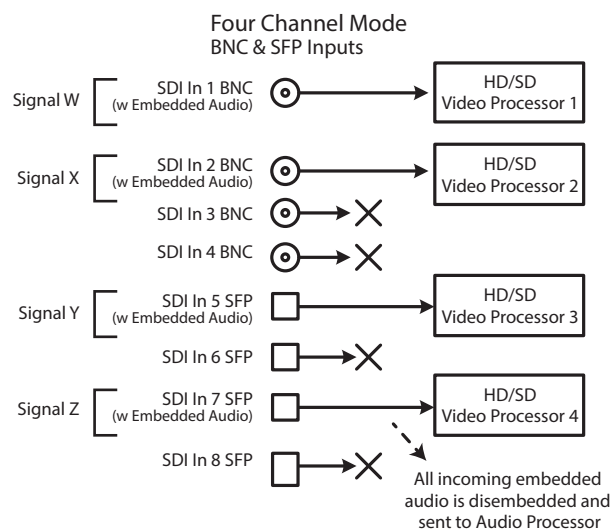 Four Channel Mode
BNC & SFP Inputs
Signal W
SDI In 1 BNC
(w Embedded Audio)
HD/SD
Video Processor 1
Signal X
SDI In 2 BNC
(w Embedded Audio)
HD/SD
Video Processor 2
SDI In 3 BNC
SDI In 4 BNC
Signal Y
SDI In 5 SFP
(w Embedded Audio)
HD/SD
Video Processor 3
SDI In 6 SFP
Signal Z
SDI In 7 SFP
(w Embedded Audio)
HD/SD
Video Processor 4
SDI In 8 SFP
All incoming embedded
audio is disembedded and
sent to Audio Processor